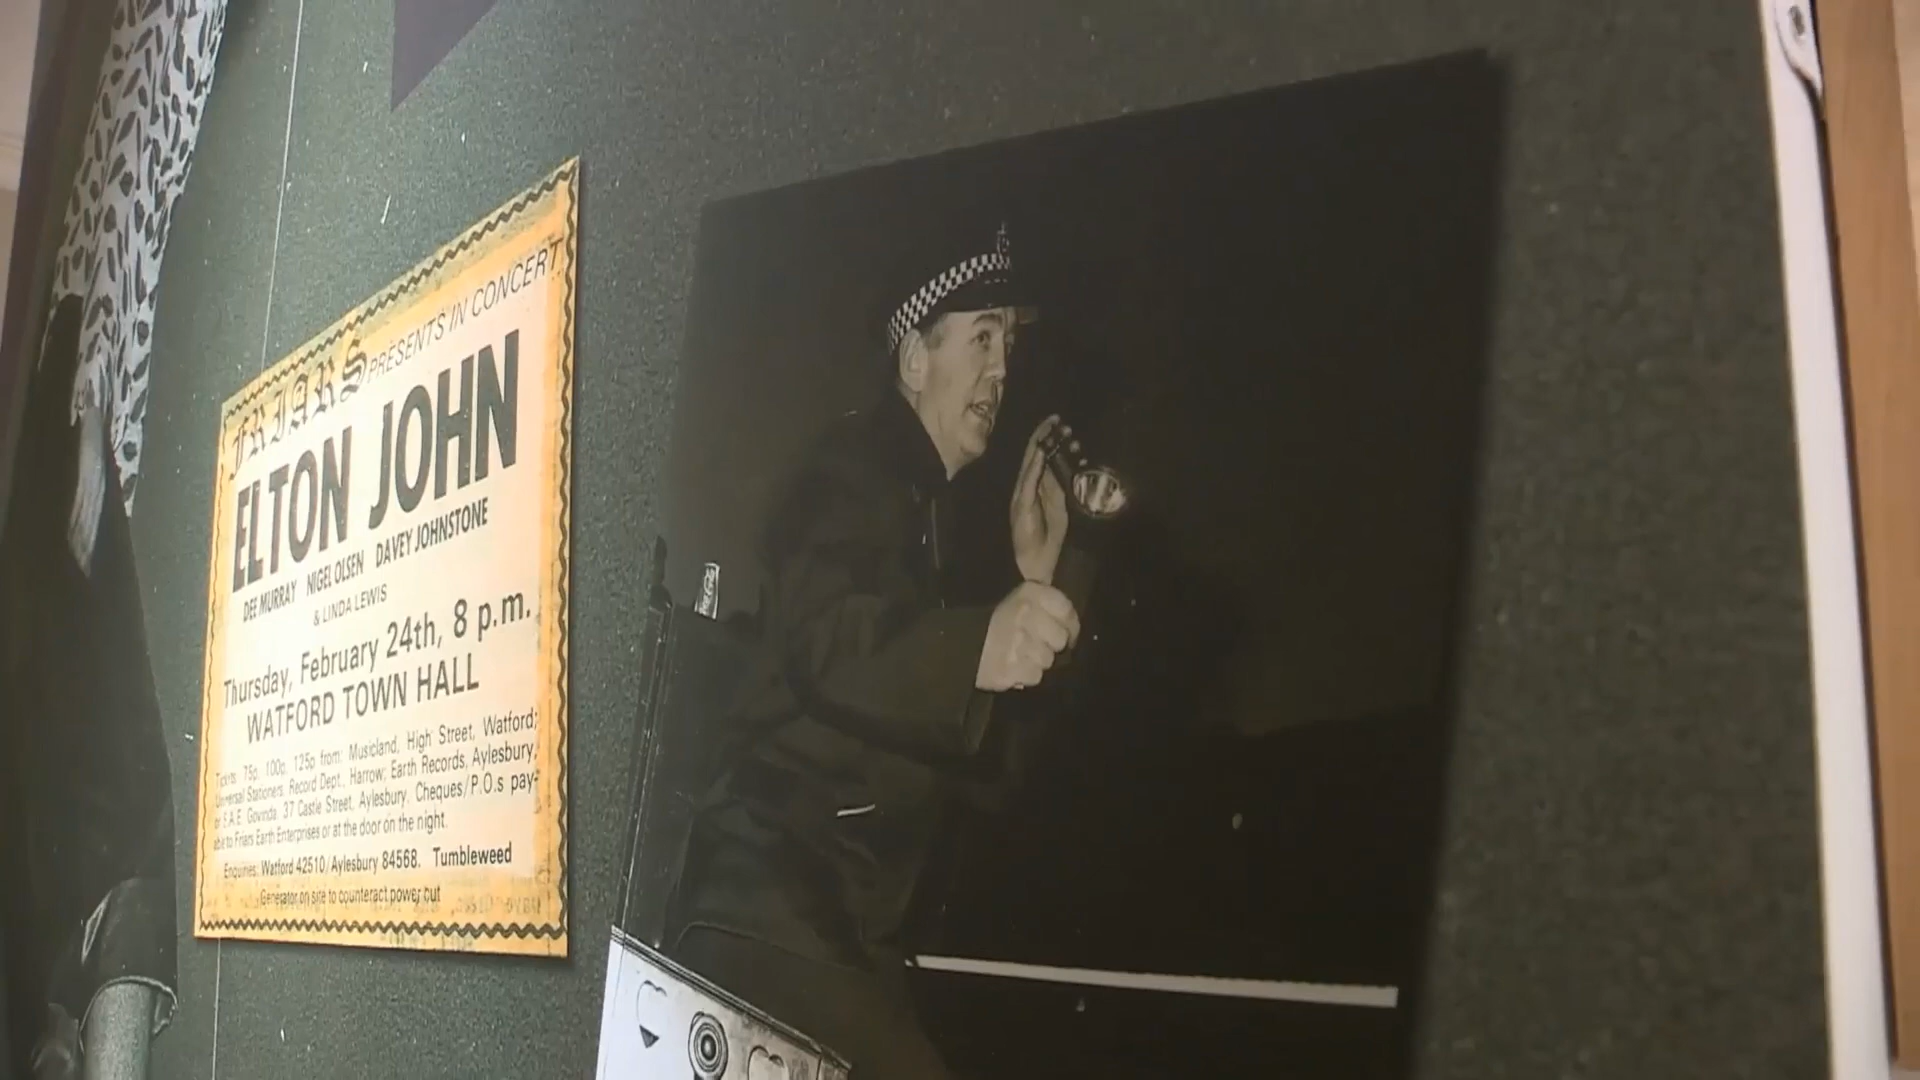 FRIARS PRESENTS IN CONCERT
ELTON JOHN
DEE MURRAY NIGEL OLSEN DAVEY JOHNSTONE
& LINDA LEWIS
Thursday, February 24th, 8 p.m.
WATFORD TOWN HALL
Tickets: 75p, 100p, 125p from: Musicland, High Street, Watford;
Universal Stationers, Record Dept., Harrow; Earth Records, Aylesbury,
or S.A.E. Govinda, 37 Castle Street, Aylesbury. Cheques/P.O.s pay-
able to Friars Earth Enterprises or at the door on the night.
Enquiries: Watford 42510/Aylesbury 84568. Tumbleweed
Generator on site to counteract power cut
Coca-Cola